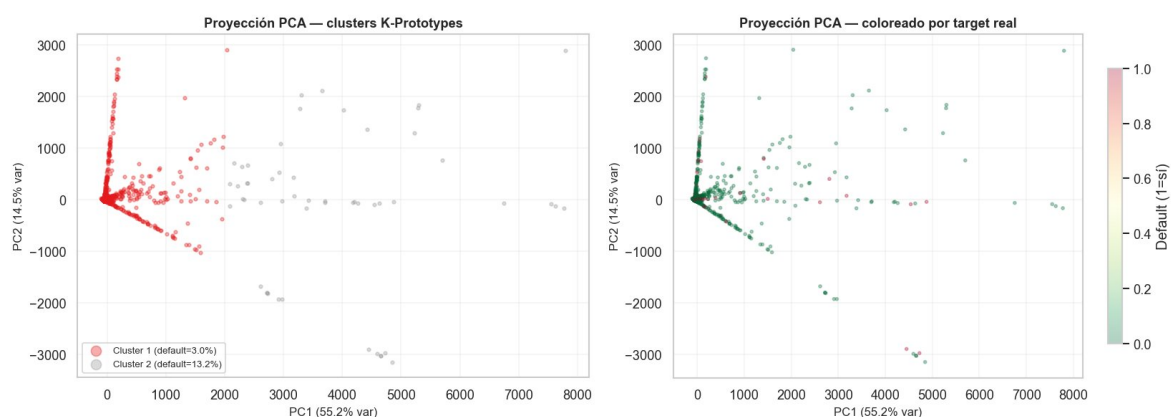 Proyección PCA — clusters K-Prototypes
3000
2000
1000
0
−1000
−2000
−3000
PC2 (14.5% var)
Cluster 1 (default=3.0%)
Cluster 2 (default=13.2%)
0 1000 2000 3000 4000 5000 6000 7000 8000
PC1 (55.2% var)
Proyección PCA — coloreado por target real
3000
2000
1000
0
−1000
−2000
−3000
PC2 (14.5% var)
0 1000 2000 3000 4000 5000 6000 7000 8000
PC1 (55.2% var)
1.0
0.8
0.6
0.4
0.2
0.0
Default (1=si)